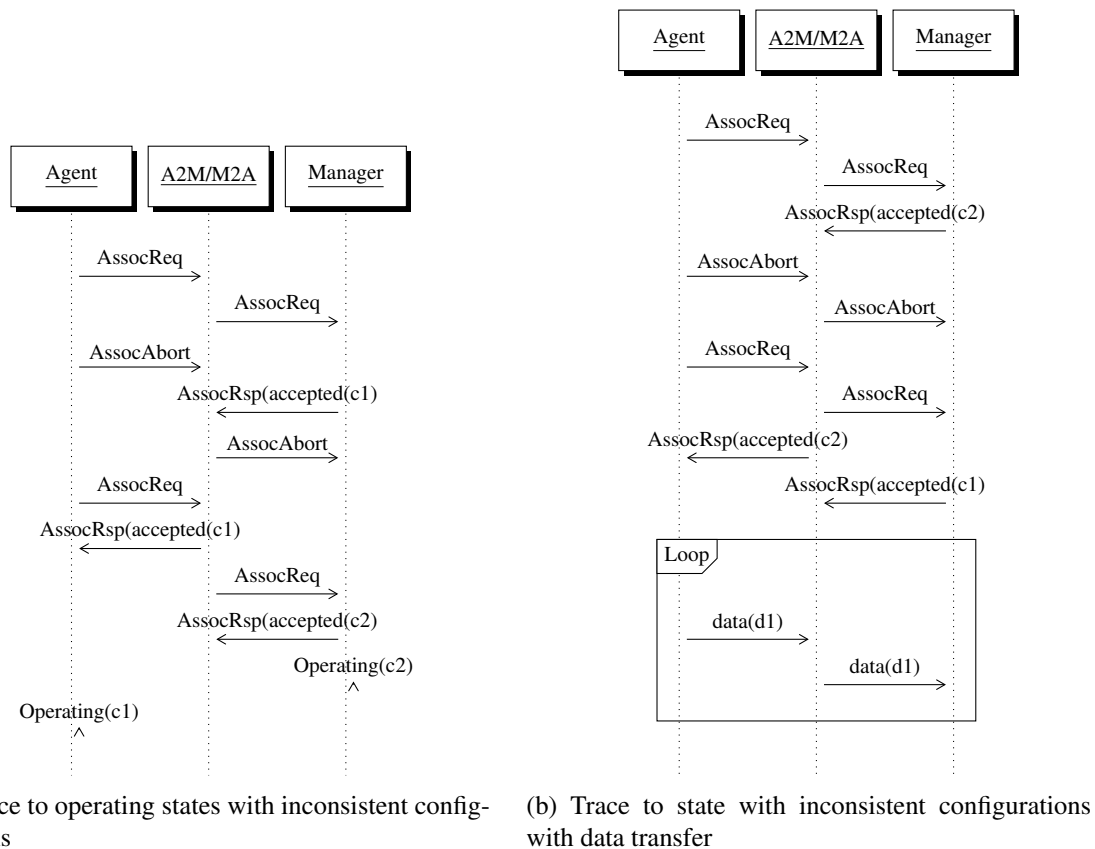 Agent
A2M/M2A
Manager
AssocReq
AssocReq
AssocAbort
AssocRsp(accepted(c1)
AssocAbort
AssocReq
AssocRsp(accepted(c1)
AssocReq
AssocRsp(accepted(c2)
Operating(c2)
Operating(c1)
ce to operating states with inconsistent config-
s
Agent
A2M/M2A
Manager
AssocReq
AssocReq
AssocRsp(accepted(c2)
AssocAbort
AssocAbort
AssocReq
AssocReq
AssocRsp(accepted(c2)
AssocRsp(accepted(c1)
Loop
data(d1)
data(d1)
(b) Trace to state with inconsistent configurations
with data transfer